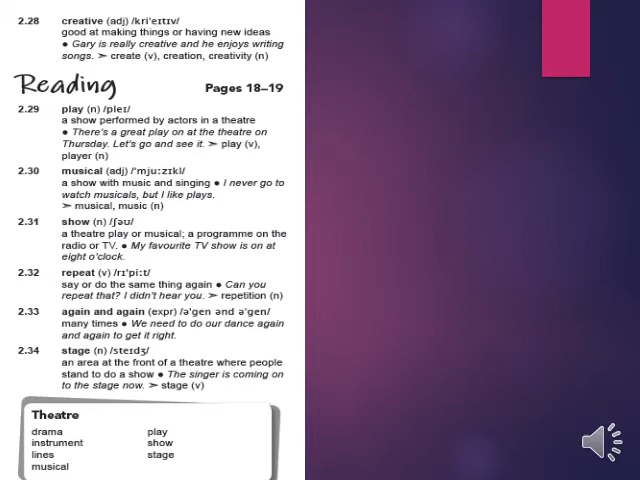 2.28 creative (adj) /kriˈeɪtɪv/
good at making things or having new ideas
● Gary is really creative and he enjoys writing
songs. ➣ create (v), creation, creativity (n)
Reading Pages 18–19
2.29 play (n) /pleɪ/
a show performed by actors in a theatre
● There's a great play on at the theatre on
Thursday. Let's go and see it. ➣ play (v),
player (n)
2.30 musical (adj) /ˈmjuːzɪkl/
a show with music and singing ● I never go to
watch musicals, but I like plays.
➣ musical, music (n)
2.31 show (n) /ʃəʊ/
a theatre play or musical; a programme on the
radio or TV. ● My favourite TV show is on at
eight o'clock.
2.32 repeat (v) /rɪˈpiːt/
say or do the same thing again ● Can you
repeat that? I didn't hear you. ➣ repetition (n)
2.33 again and again (expr) /əˈgen ənd əˈgen/
many times ● We need to do our dance again
and again to get it right.
2.34 stage (n) /steɪdʒ/
an area at the front of a theatre where people
stand to do a show ● The singer is coming on
to the stage now. ➣ stage (v)
Theatre
drama play
instrument show
lines stage
musical